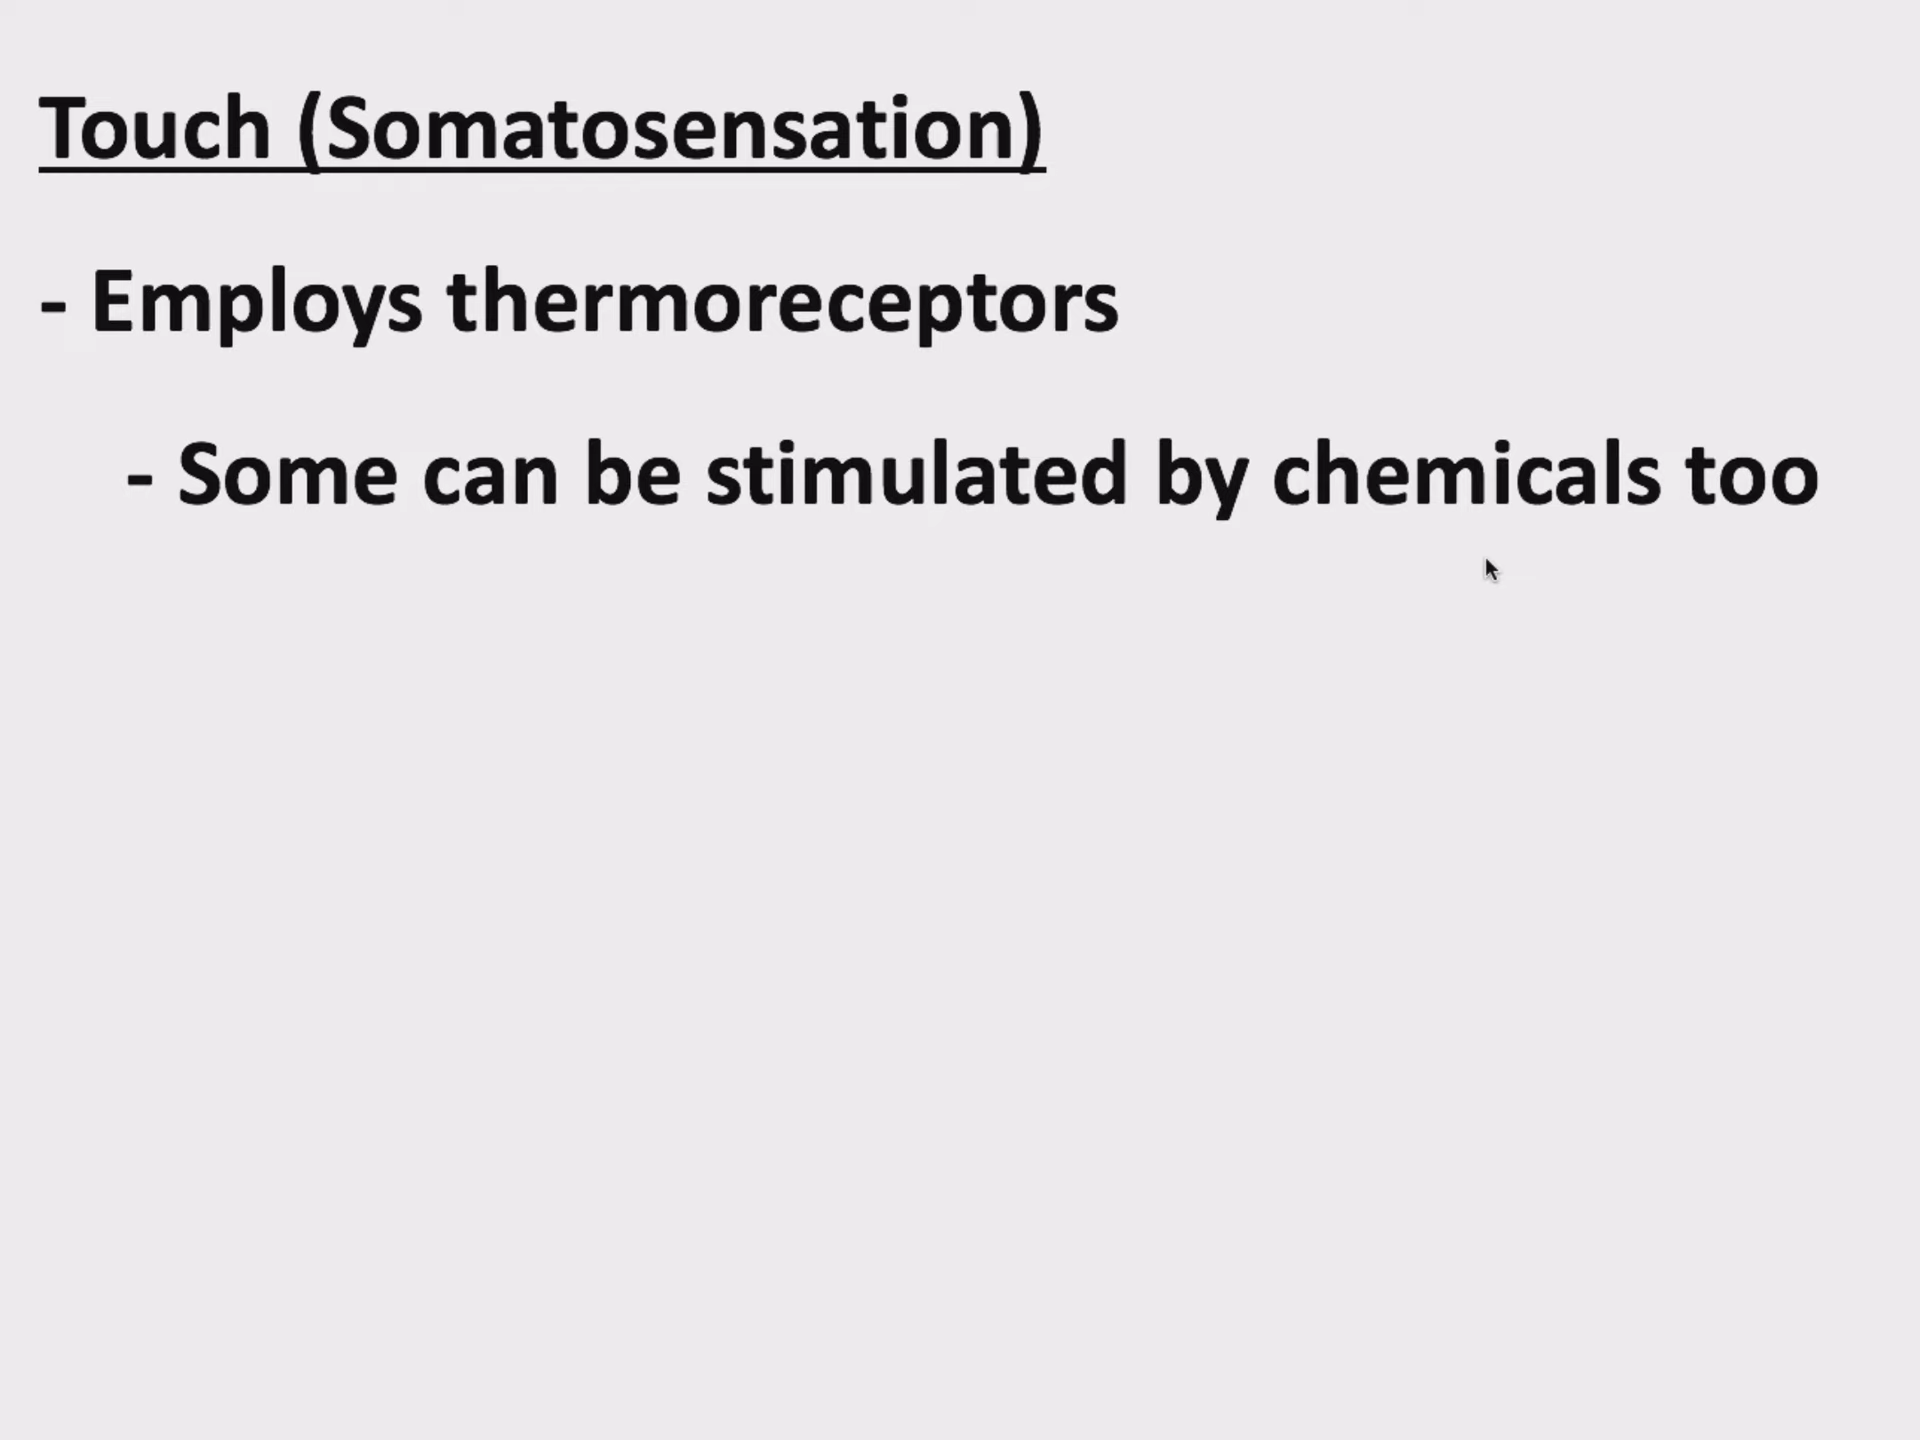 Touch (Somatosensation)
- Employs thermoreceptors
- Some can be stimulated by chemicals too